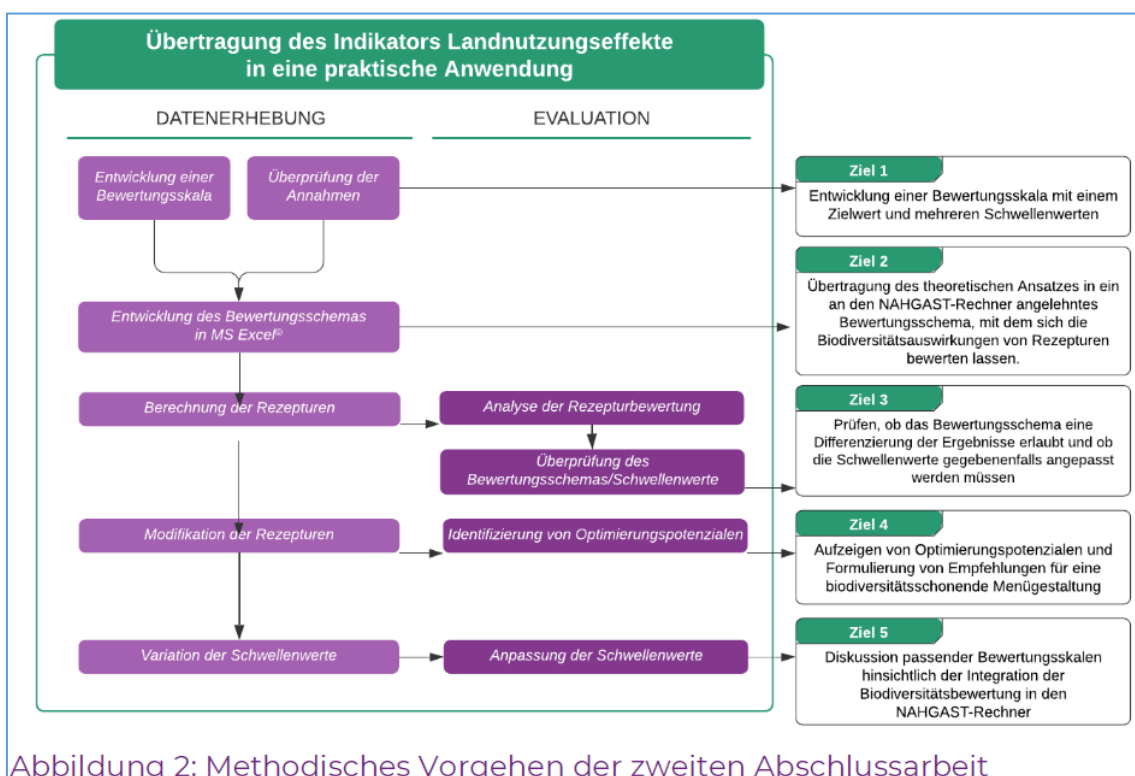 Übertragung des Indikators Landnutzungseffekte
in eine praktische Anwendung
DATENERHEBUNG
EVALUATION
Entwicklung einer
Bewertungsskala
Überprüfung der
Annahmen
Ziel 1
Entwicklung einer Bewertungsskala mit einem
Zielwert und mehreren Schwellenwerten
Entwicklung des Bewertungsschemas
in MS Excel©
Ziel 2
Übertragung des theoretischen Ansatzes in ein
an den NAHGAST-Rechner angelehntes
Bewertungsschema, mit dem sich die
Biodiversitätsauswirkungen von Rezepturen
bewerten lassen.
Berechnung der Rezepturen
Analyse der Rezepturbewertung
Überprüfung des
Bewertungsschemas/Schwellenwerte
Ziel 3
Prüfen, ob das Bewertungsschema eine
Differenzierung der Ergebnisse erlaubt und ob
die Schwellenwerte gegebenenfalls angepasst
werden müssen
Modifikation der Rezepturen
Identifizierung von Optimierungspotenzialen
Ziel 4
Aufzeigen von Optimierungspotenzialen und
Formulierung von Empfehlungen für eine
biodiversitätsschonende Menügestaltung
Variation der Schwellenwerte
Anpassung der Schwellenwerte
Ziel 5
Diskussion passender Bewertungsskalen
hinsichtlich der Integration der
Biodiversitätsbewertung in den
NAHGAST-Rechner
Abbildung 2: Methodisches Vorgehen der zweiten Abschlussarbeit